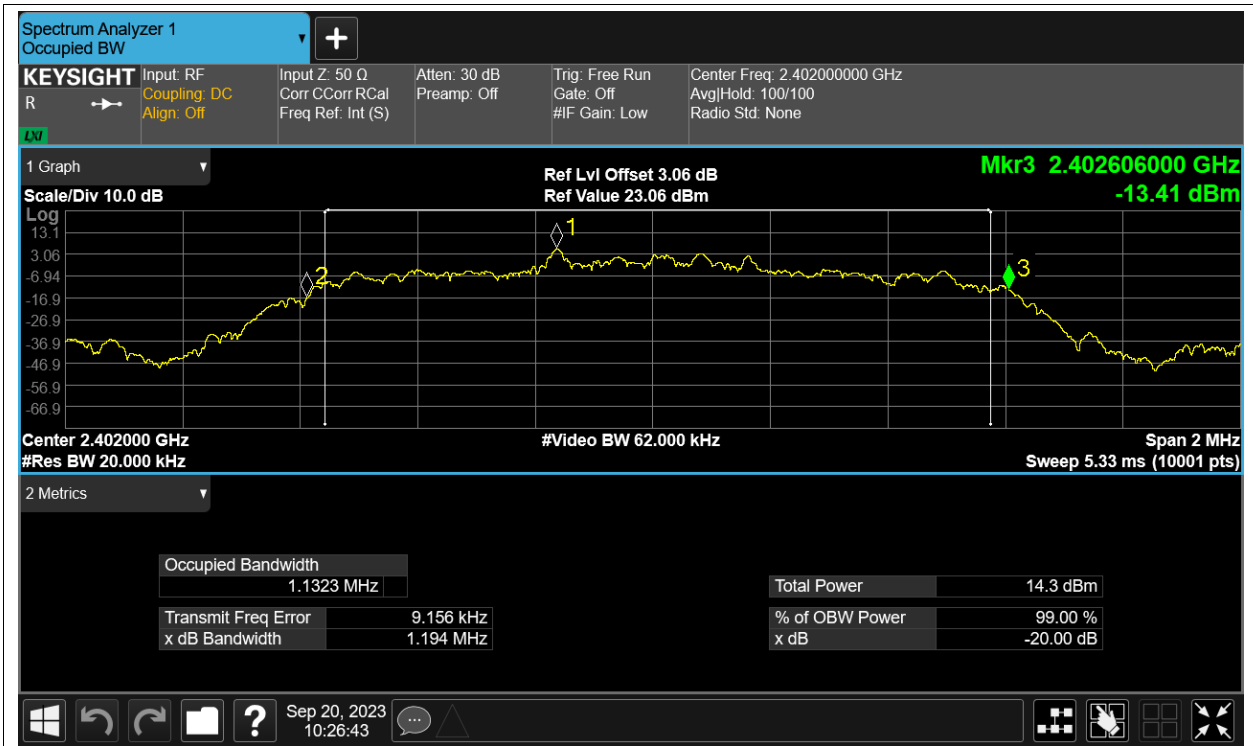 Spectrum Analyzer 1
Occupied BW
KEYSIGHT
R
LXI
Input: RF
Coupling: DC
Align: Off
Input Z: 50 Ω
Corr CCorr RCal
Freq Ref: Int (S)
Atten: 30 dB
Preamp: Off
Trig: Free Run
Gate: Off
#IF Gain: Low
Center Freq: 2.402000000 GHz
Avg|Hold: 100/100
Radio Std: None
1 Graph
Scale/Div 10.0 dB
Ref Lvl Offset 3.06 dB
Ref Value 23.06 dBm
Mkr3 2.402606000 GHz
-13.41 dBm
Log
13.1
3.06
-6.94
-16.9
-26.9
-36.9
-46.9
-56.9
-66.9
1
2
3
Center 2.402000 GHz
#Res BW 20.000 kHz
#Video BW 62.000 kHz
Span 2 MHz
Sweep 5.33 ms (10001 pts)
2 Metrics
Occupied Bandwidth
1.1323 MHz
Transmit Freq Error 9.156 kHz
x dB Bandwidth 1.194 MHz
Total Power 14.3 dBm
% of OBW Power 99.00 %
x dB -20.00 dB
?
Sep 20, 2023
10:26:43